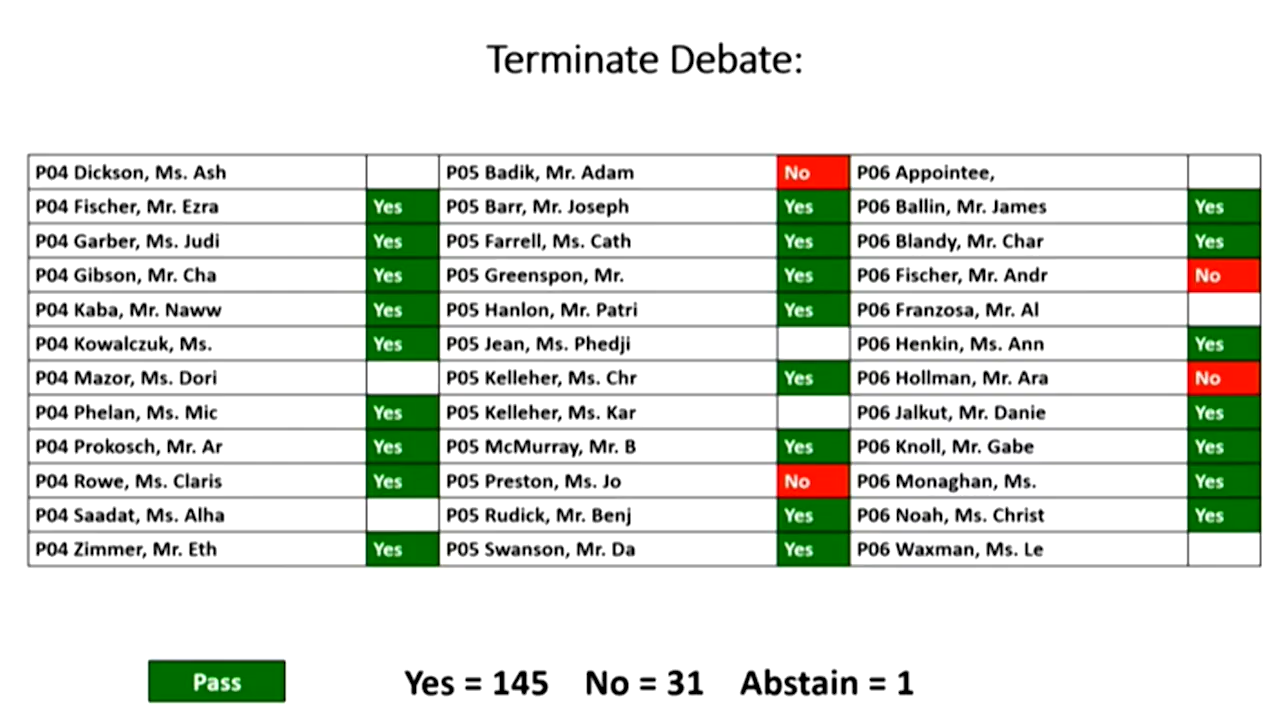 Terminate Debate:
P04 Dickson, Ms. Ash P05 Badik, Mr. Adam No P06 Appointee,
P04 Fischer, Mr. Ezra Yes P05 Barr, Mr. Joseph Yes P06 Ballin, Mr. James Yes
P04 Garber, Ms. Judi Yes P05 Farrell, Ms. Cath Yes P06 Blandy, Mr. Char Yes
P04 Gibson, Mr. Cha Yes P05 Greenspon, Mr. Yes P06 Fischer, Mr. Andr No
P04 Kaba, Mr. Naww Yes P05 Hanlon, Mr. Patri Yes P06 Franzosa, Mr. Al
P04 Kowalczuk, Ms. Yes P05 Jean, Ms. Phedji P06 Henkin, Ms. Ann Yes
P04 Mazor, Ms. Dori P05 Kelleher, Ms. Chr Yes P06 Hollman, Mr. Ara No
P04 Phelan, Ms. Mic Yes P05 Kelleher, Ms. Kar P06 Jalkut, Mr. Danie Yes
P04 Prokosch, Mr. Ar Yes P05 McMurray, Mr. B Yes P06 Knoll, Mr. Gabe Yes
P04 Rowe, Ms. Claris Yes P05 Preston, Ms. Jo No P06 Monaghan, Ms. Yes
P04 Saadat, Ms. Alha P05 Rudick, Mr. Benj Yes P06 Noah, Ms. Christ Yes
P04 Zimmer, Mr. Eth Yes P05 Swanson, Mr. Da Yes P06 Waxman, Ms. Le
Pass Yes = 145 No = 31 Abstain = 1